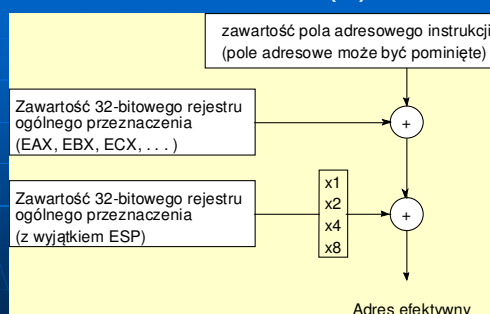 zawartość pola adresowego instrukcji
(pole adresowe może być pominięte)
Zawartość 32-bitowego rejestru
ogólnego przeznaczenia
(EAX, EBX, ECX, . . . )
+
Zawartość 32-bitowego rejestru
ogólnego przeznaczenia
(z wyjątkiem ESP)
x1
x2
x4
x8
+
Adres efektywny